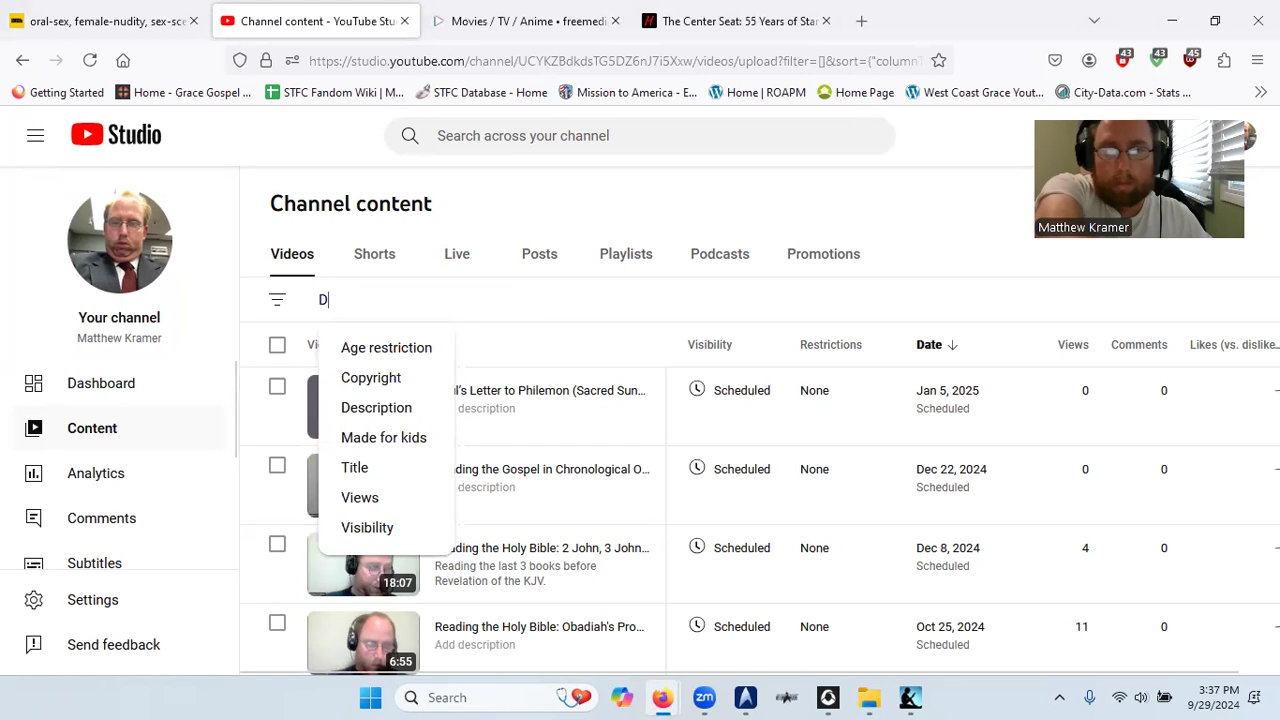 oral-sex, female-nudity, sex-sce
Channel content - YouTube Stu
Movies / TV / Anime • freemedi
The Center Seat: 55 Years of Star
https://studio.youtube.com/channel/UCYKZBdkdsTG5DZ6nJ7i5Xxw/videos/upload?filter=[]&sort={"columnT
43
43
45
Getting Started
Home - Grace Gospel ...
STFC Fandom Wiki | M...
STFC Database - Home
Mission to America - E...
Home | ROAPM
Home Page
West Coast Grace Yout...
City-Data.com - Stats ...
Studio
Search across your channel
Matthew Kramer
Your channel
Matthew Kramer
Dashboard
Content
Analytics
Comments
Subtitles
Settings
Send feedback
Channel content
Videos
Shorts
Live
Posts
Playlists
Podcasts
Promotions
D
Age restriction
Copyright
Description
Made for kids
Title
Views
Visibility
Visibility
Restrictions
Date
Views
Comments
Likes (vs. dislike...
ul's Letter to Philemon (Sacred Sun...
description
Scheduled
None
Jan 5, 2025
Scheduled
0
0
ding the Gospel in Chronological O...
description
Scheduled
None
Dec 22, 2024
Scheduled
0
0
18:07
ding the Holy Bible: 2 John, 3 John...
Reading the last 3 books before
Revelation of the KJV.
Scheduled
None
Dec 8, 2024
Scheduled
4
0
6:55
Reading the Holy Bible: Obadiah's Pro...
Add description
Scheduled
None
Oct 25, 2024
Scheduled
11
0
Search
zm
3:37 PM
9/29/2024